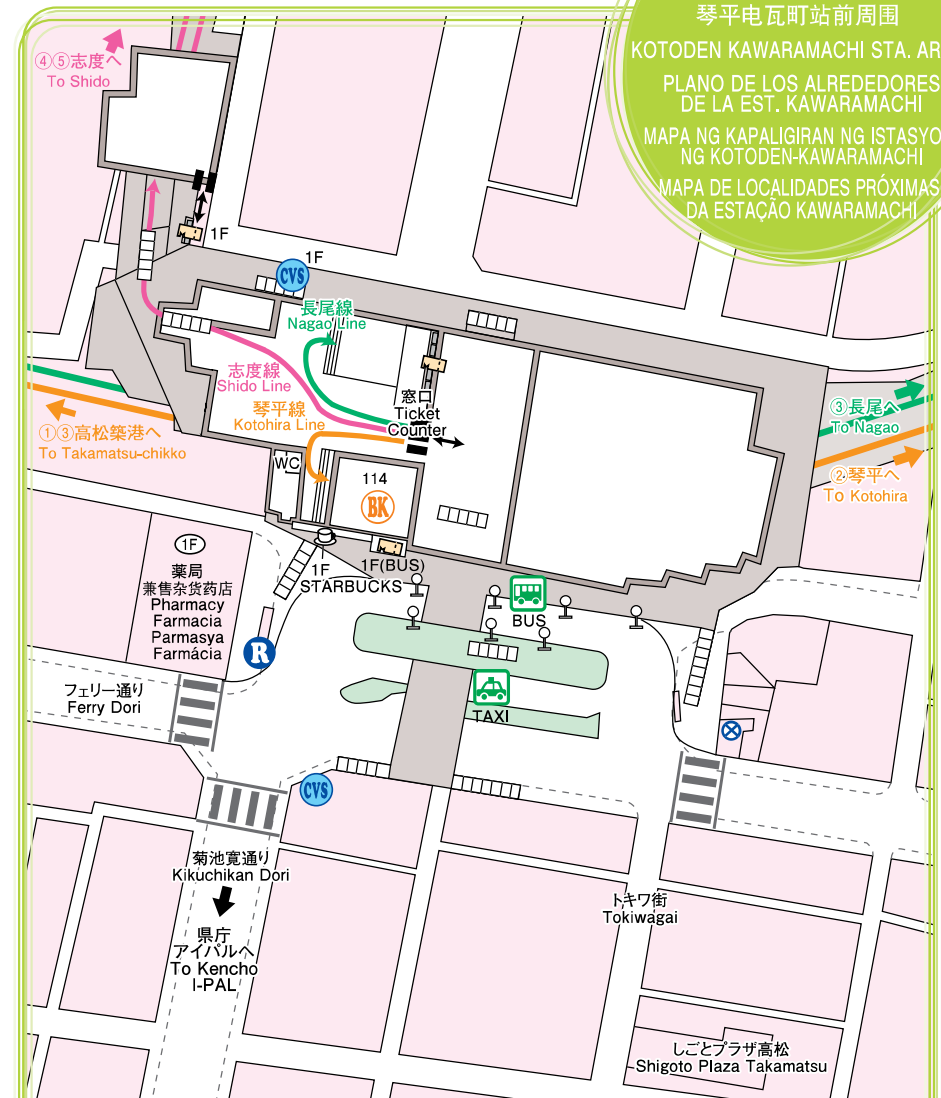 琴平电瓦町站前周围
KOTODEN KAWARAMACHI STA. AR
PLANO DE LOS ALREDEDORES
DE LA EST. KAWARAMACHI
MAPA NG KAPALIGIRAN NG ISTASYO
NG KOTODEN-KAWARAMACHI
MAPA DE LOCALIDADES PRÓXIMAS
DA ESTAÇÃO KAWARAMACHI
④⑤志度へ
To Shido
1F
1F
CVS
長尾線
Nagao Line
志度線
Shido Line
琴平線
Kotohira Line
窓口
Ticket
Counter
①③高松築港へ
To Takamatsu-chikko
③長尾へ
To Nagao
②琴平へ
To Kotohira
WC
114
BK
1F
薬局
兼售杂货药店
Pharmacy
Farmacia
Parmasya
Farmácia
1F
STARBUCKS
1F(BUS)
BUS
R
TAXI
フェリー通り
Ferry Dori
CVS
菊池寛通り
Kikuchikan Dori
県庁
アイパルへ
To Kencho
I-PAL
トキワ街
Tokiwagai
しごとプラザ高松
Shigoto Plaza Takamatsu